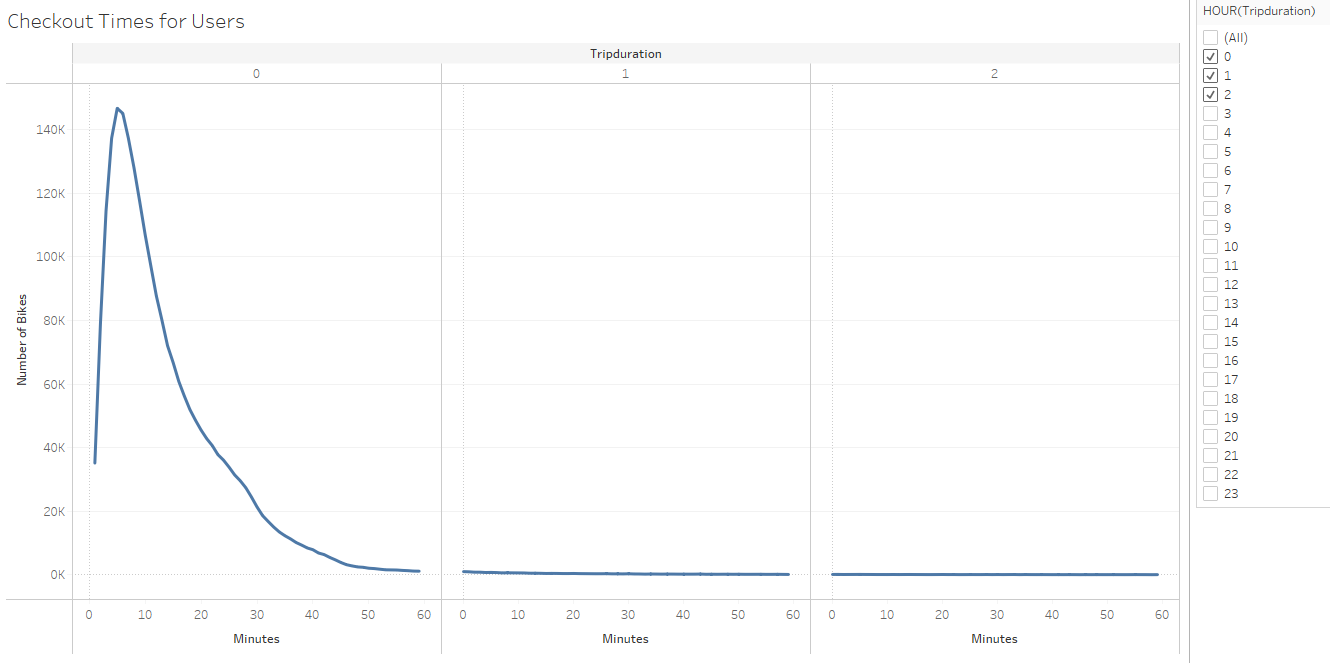 Checkout Times for Users
Tripduration
0 1 2
140K
120K
100K
80K
60K
40K
20K
0K
Number of Bikes
0 10 20 30 40 50 60 0 10 20 30 40 50 60 0 10 20 30 40 50 60
Minutes Minutes Minutes
HOUR(Tripduration)
(All)
0
1
2
3
4
5
6
7
8
9
10
11
12
13
14
15
16
17
18
19
20
21
22
23